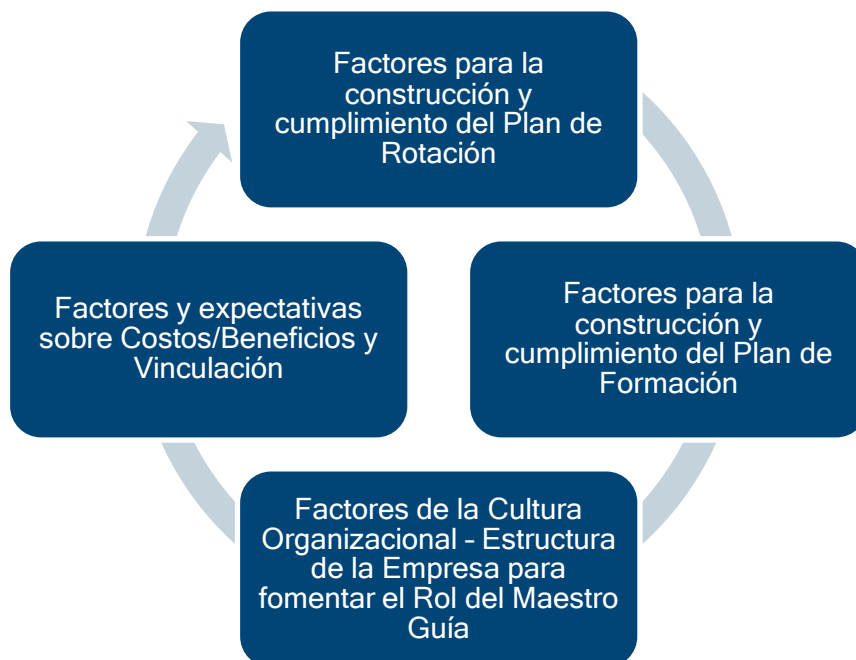 Factores para la
construcción y
cumplimiento del Plan de
Rotación
Factores y expectativas
sobre Costos/Beneficios y
Vinculación
Factores para la
construcción y
cumplimiento del Plan de
Formación
Factores de la Cultura
Organizacional - Estructura
de la Empresa para
fomentar el Rol del Maestro
Guía